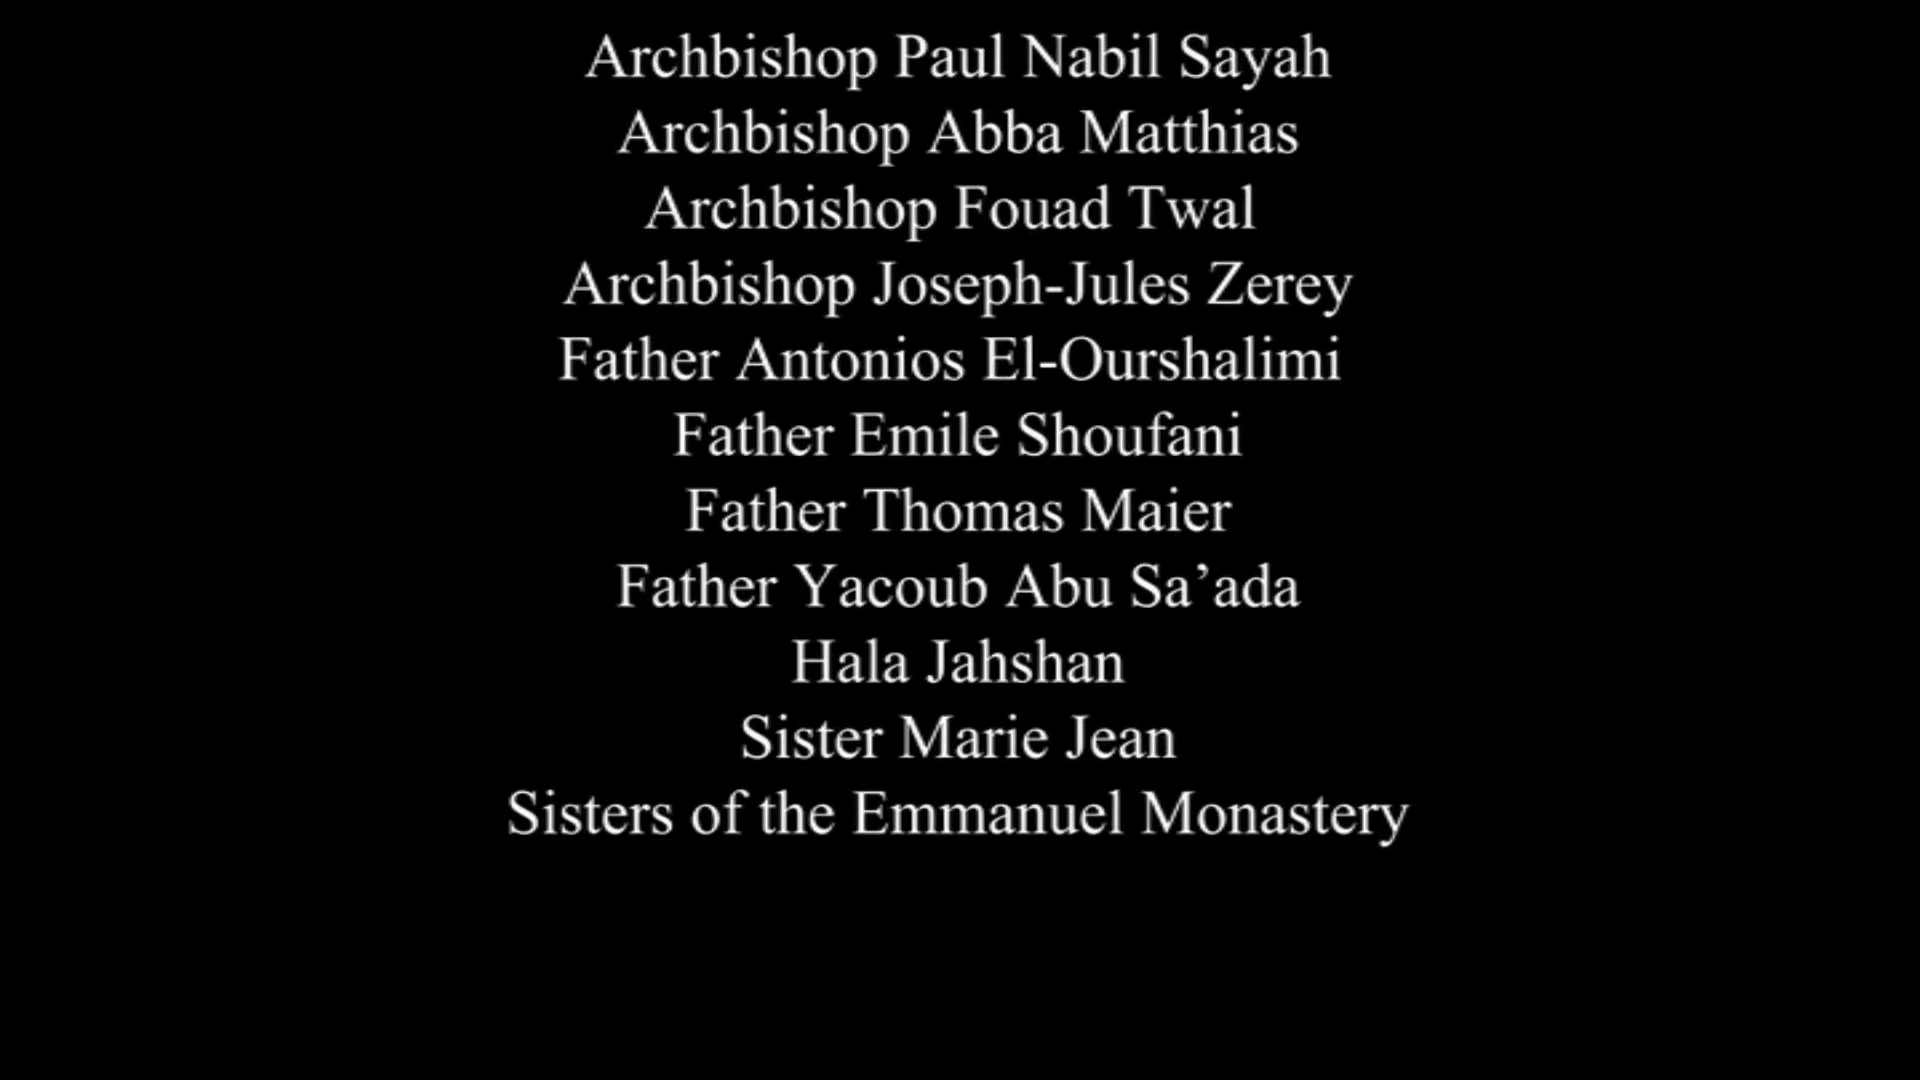 Archbishop Paul Nabil Sayah
Archbishop Abba Matthias
Archbishop Fouad Twal
Archbishop Joseph-Jules Zerey
Father Antonios El-Ourshalimi
Father Emile Shoufani
Father Thomas Maier
Father Yacoub Abu Sa’ada
Hala Jahshan
Sister Marie Jean
Sisters of the Emmanuel Monastery